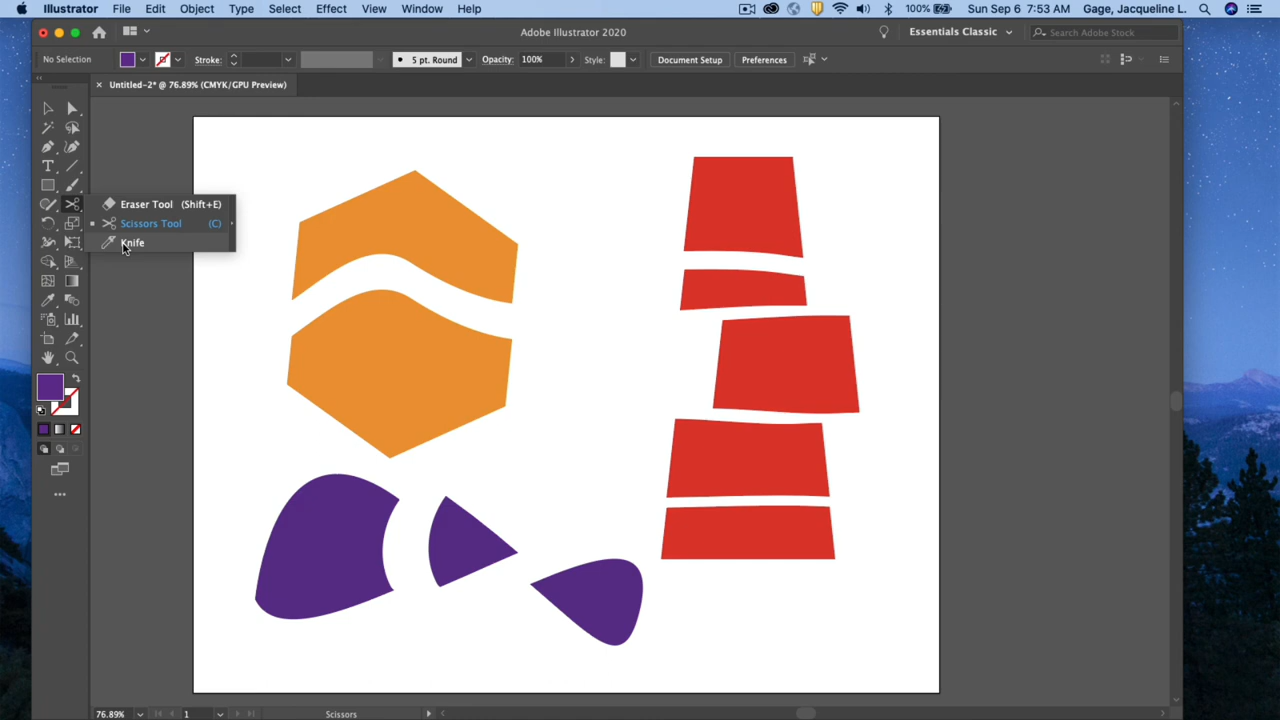 Illustrator File Edit Object Type Select Effect View Window Help 100% Sun Sep 6 7:53 AM Gage, Jacqueline L.
Adobe Illustrator 2020 Essentials Classic Search Adobe Stock
No Selection Stroke: 5 pt. Round Opacity: 100% Style: Document Setup Preferences
× Untitled-2* @ 76.89% (CMYK/GPU Preview)
Eraser Tool (Shift+E)
Scissors Tool (C)
Knife
76.89% 1 Scissors